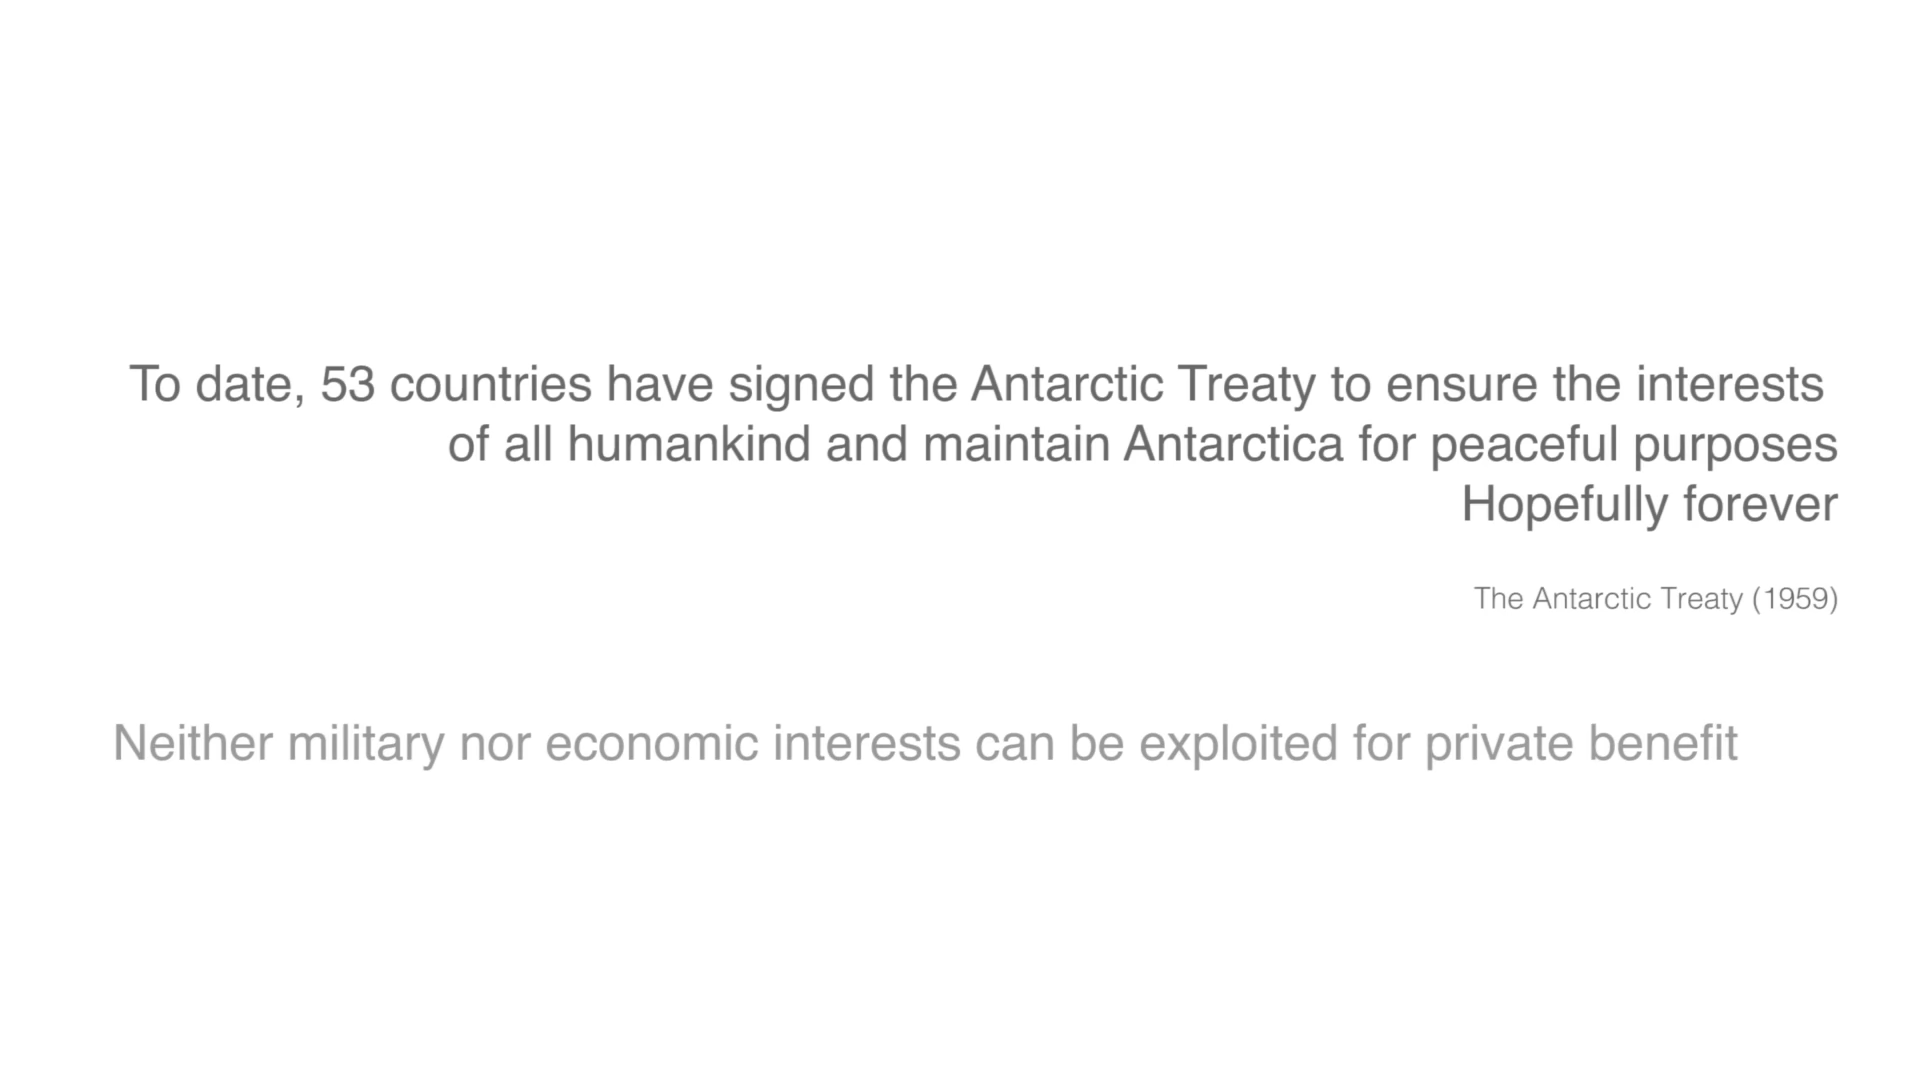 To date, 53 countries have signed the Antarctic Treaty to ensure the interests
of all humankind and maintain Antarctica for peaceful purposes
Hopefully forever
The Antarctic Treaty (1959)
Neither military nor economic interests can be exploited for private benefit